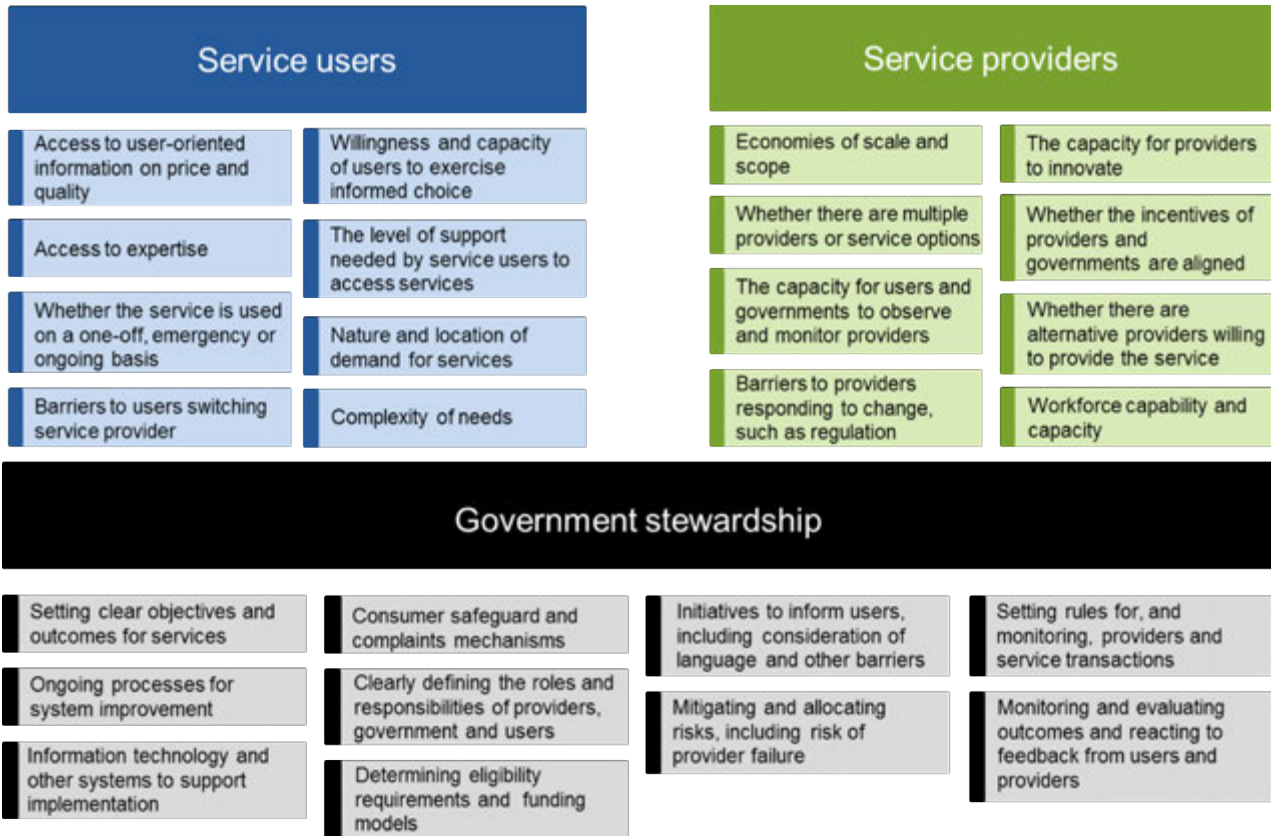 Service users
Access to user-oriented
information on price and
quality
Access to expertise
Whether the service is used
on a one-off, emergency or
ongoing basis
Barriers to users switching
service provider
Willingness and capacity
of users to exercise
informed choice
The level of support
needed by service users to
access services
Nature and location of
demand for services
Complexity of needs
Service providers
Economies of scale and
scope
Whether there are multiple
providers or service options
The capacity for users and
governments to observe
and monitor providers
Barriers to providers
responding to change,
such as regulation
The capacity for providers
to innovate
Whether the incentives of
providers and
governments are aligned
Whether there are
alternative providers willing
to provide the service
Workforce capability and
capacity
Government stewardship
Setting clear objectives and
outcomes for services
Ongoing processes for
system improvement
Information technology and
other systems to support
implementation
Consumer safeguard and
complaints mechanisms
Clearly defining the roles and
responsibilities of providers,
government and users
Determining eligibility
requirements and funding
models
Initiatives to inform users,
including consideration of
language and other barriers
Mitigating and allocating
risks, including risk of
provider failure
Setting rules for, and
monitoring, providers and
service transactions
Monitoring and evaluating
outcomes and reacting to
feedback from users and
providers